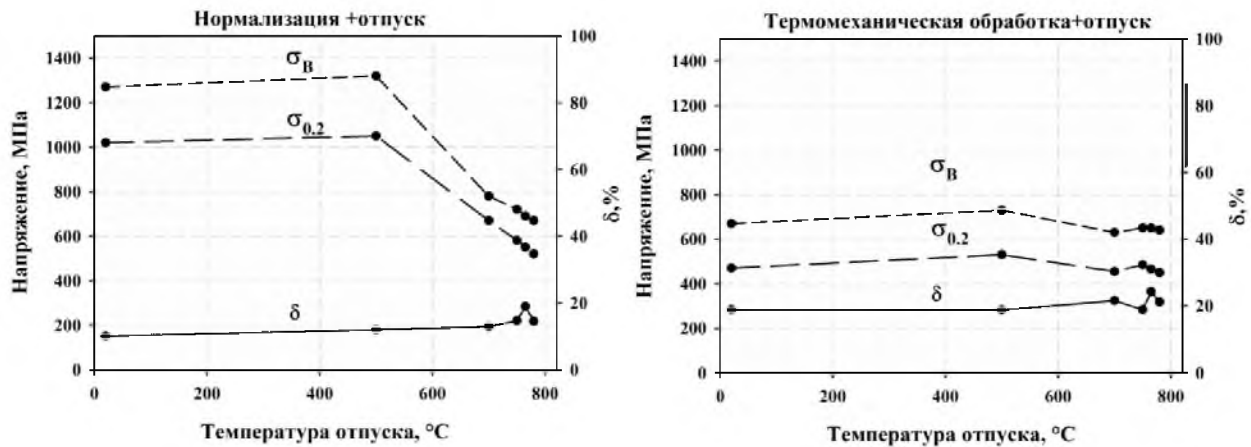 Нормализация +отпуск
1400
1200
1000
800
600
400
200
0
Напряжение, МПа
σB
σ0.2
δ
100
80
60
40
20
0
δ,%
0 200 400 600 800
Температура отпуска, °C
Термомеханическая обработка+отпуск
1400
1200
1000
800
600
400
200
0
Напряжение, МПа
σB
σ0.2
δ
100
80
60
40
20
0
δ,%
0 200 400 600 800
Температура отпуска, °C